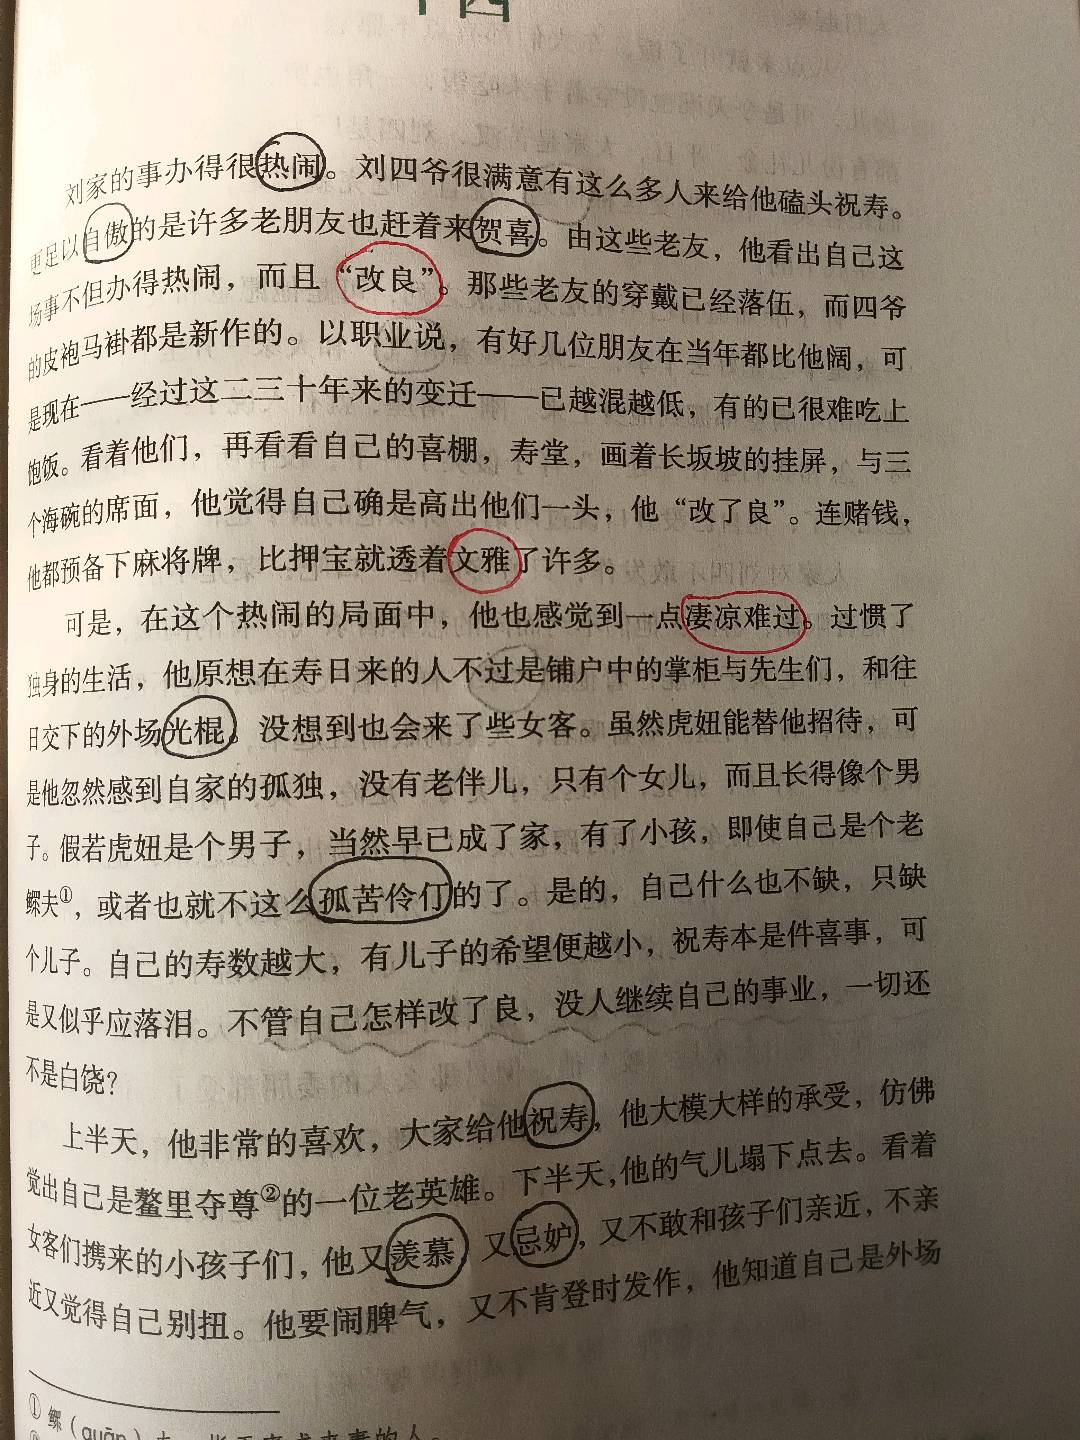 十四
刘家的事办得很热闹。刘四爷很满意有这么多人来给他磕头祝寿。
更足以自傲的是许多老朋友也赶着来贺喜。由这些老友，他看出自己这
场事不但办得热闹，而且“改良”。那些老友的穿戴已经落伍，而四爷
的皮袍马褂都是新作的。以职业说，有好几位朋友在当年都比他阔，可
是现在——经过这二三十年来的变迁——已越混越低，有的已很难吃上
饱饭。看着他们，再看看自己的喜棚，寿堂，画着长坂坡的挂屏，与三
个海碗的席面，他觉得自己确是高出他们一头，他“改了良”。连赌钱，
他都预备下麻将牌，比押宝就透着文雅了许多。
可是，在这个热闹的局面中，他也感觉到一点凄凉难过。过惯了
独身的生活，他原想在寿日来的人不过是铺户中的掌柜与先生们，和往
日交下的外场光棍。没想到也会来了些女客。虽然虎妞能替他招待，可
是他忽然感到自家的孤独，没有老伴儿，只有个女儿，而且长得像个男
子。假若虎妞是个男子，当然早已成了家，有了小孩，即使自己是个老
鳏夫①，或者也就不这么孤苦伶仃的了。是的，自己什么也不缺，只缺
个儿子。自己的寿数越大，有儿子的希望便越小，祝寿本是件喜事，可
是又似乎应落泪。不管自己怎样改了良，没人继续自己的事业，一切还
不是白饶？
上半天，他非常的喜欢，大家给他祝寿，他大模大样的承受，仿佛
觉出自己是鳌里夺尊②的一位老英雄。下半天，他的气儿塌下点去。看着
女客们携来的小孩子们，他又羡慕，又忌妒，又不敢和孩子们亲近，不亲
近又觉得自己别扭。他要闹脾气，又不肯登时发作，他知道自己是外场
① 鳏（guān）夫